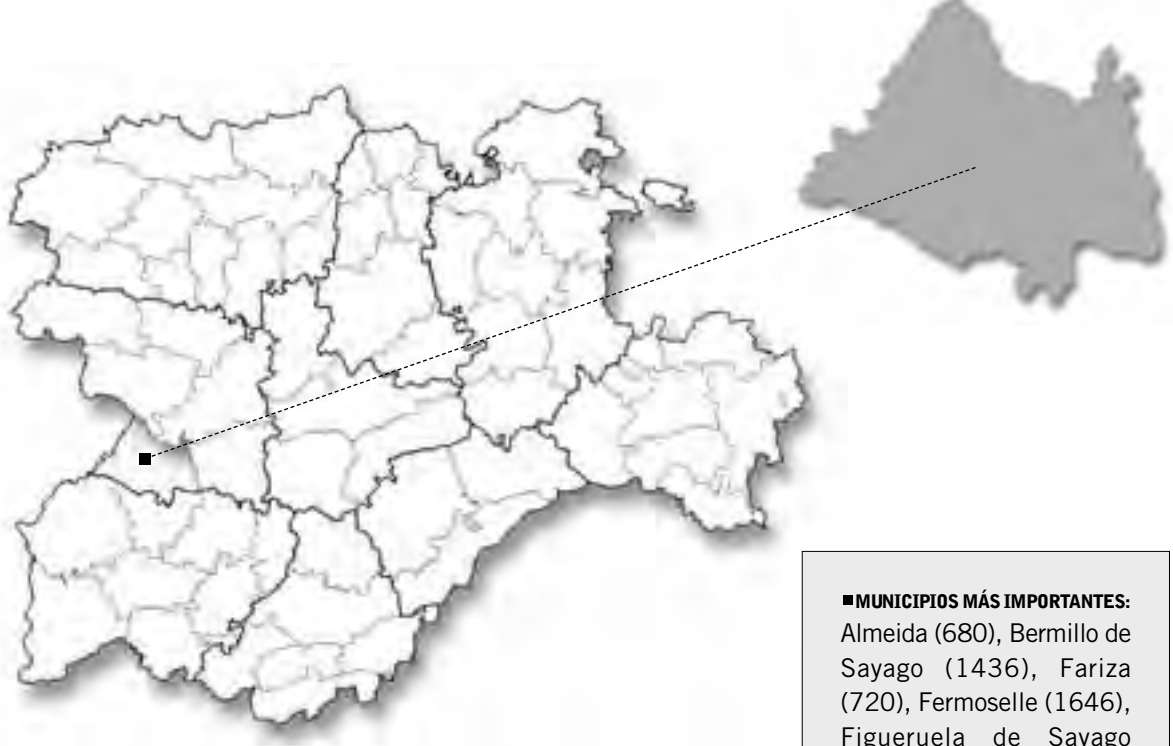 ■MUNICIPIOS MÁS IMPORTANTES:
Almeida (680), Bermillo de
Sayago (1436), Fariza
(720), Fermoselle (1646),
Figueruela de Sayago